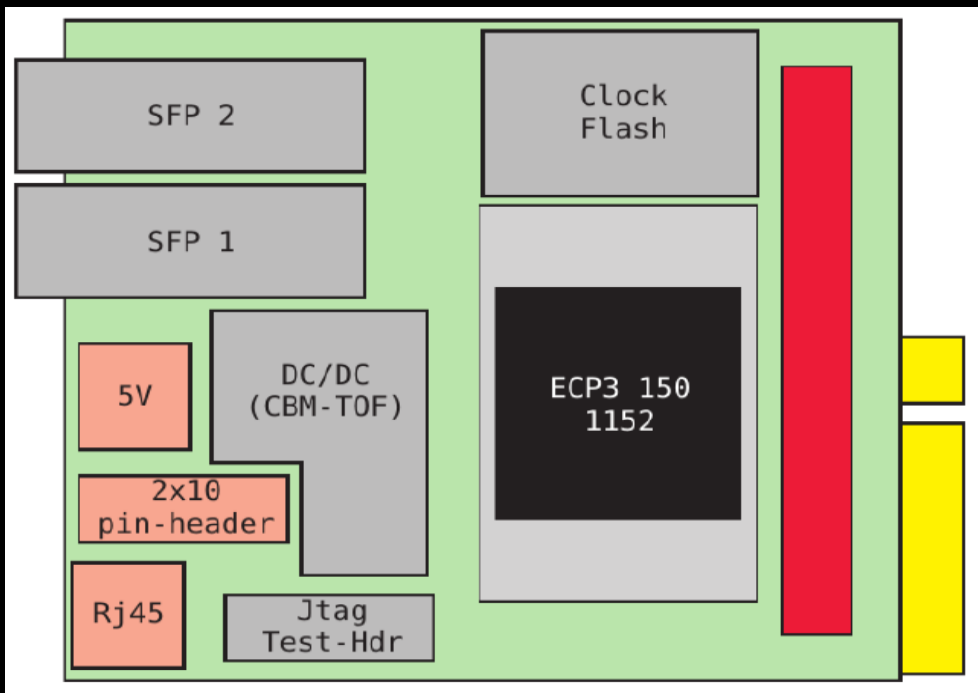 SFP 2
Clock
Flash
SFP 1
5V
DC/DC
(CBM-TOF)
ECP3 150
1152
2x10
pin-header
Rj45
Jtag
Test-Hdr